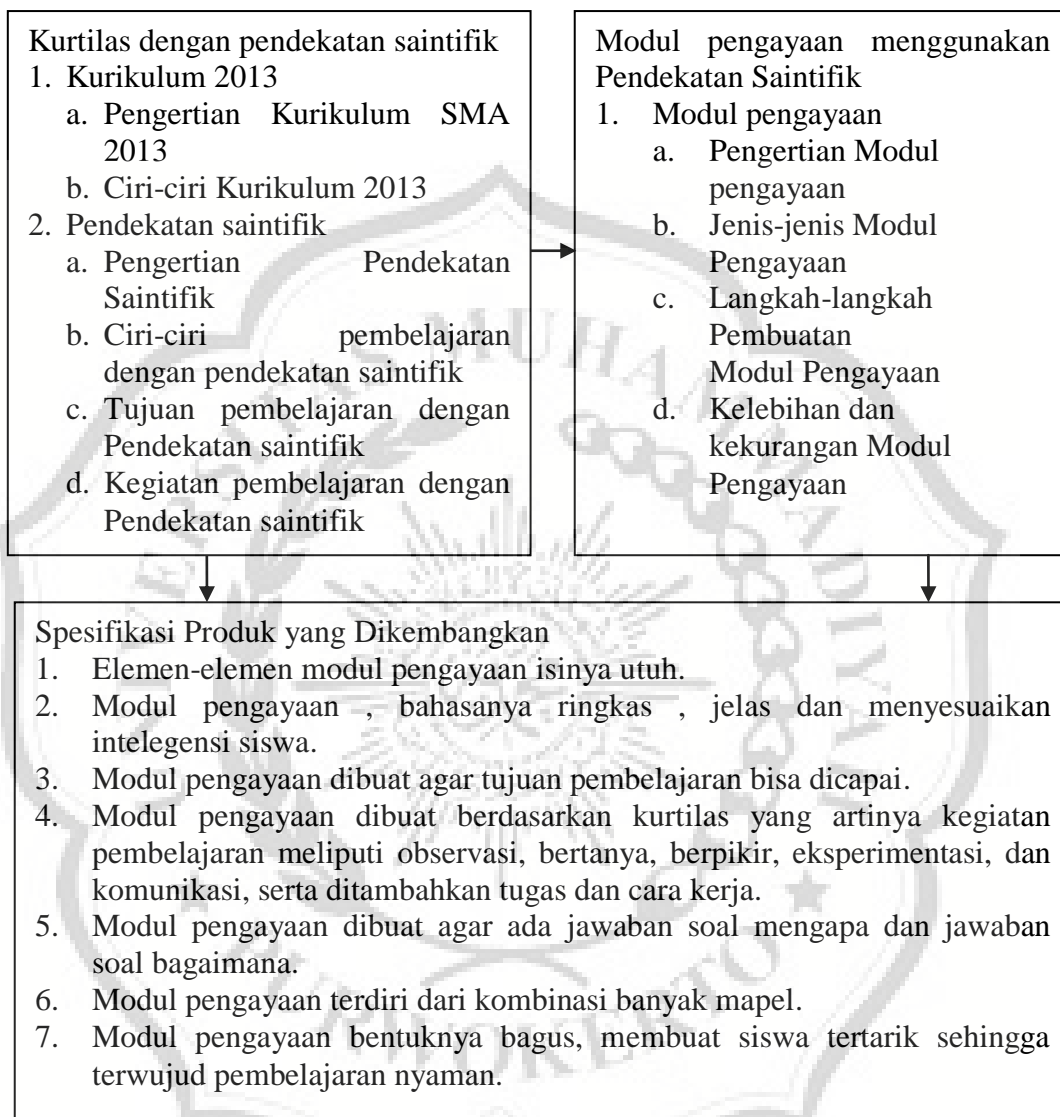 Kurtilas dengan pendekatan saintifik
1. Kurikulum 2013
a. Pengertian Kurikulum SMA
2013
b. Ciri-ciri Kurikulum 2013
2. Pendekatan saintifik
a. Pengertian Pendekatan
Saintifik
b. Ciri-ciri pembelajaran
dengan pendekatan saintifik
c. Tujuan pembelajaran dengan
Pendekatan saintifik
d. Kegiatan pembelajaran dengan
Pendekatan saintifik
Modul pengayaan menggunakan
Pendekatan Saintifik
1. Modul pengayaan
a. Pengertian Modul
pengayaan
b. Jenis-jenis Modul
Pengayaan
c. Langkah-langkah
Pembuatan
Modul Pengayaan
d. Kelebihan dan
kekurangan Modul
Pengayaan
Spesifikasi Produk yang Dikembangkan
1. Elemen-elemen modul pengayaan isinya utuh.
2. Modul pengayaan , bahasanya ringkas , jelas dan menyesuaikan
intelegensi siswa.
3. Modul pengayaan dibuat agar tujuan pembelajaran bisa dicapai.
4. Modul pengayaan dibuat berdasarkan kurtilas yang artinya kegiatan
pembelajaran meliputi observasi, bertanya, berpikir, eksperimentasi, dan
komunikasi, serta ditambahkan tugas dan cara kerja.
5. Modul pengayaan dibuat agar ada jawaban soal mengapa dan jawaban
soal bagaimana.
6. Modul pengayaan terdiri dari kombinasi banyak mapel.
7. Modul pengayaan bentuknya bagus, membuat siswa tertarik sehingga
terwujud pembelajaran nyaman.
UNIVERSITAS MUHAMMADIYAH
PURWOKERTO